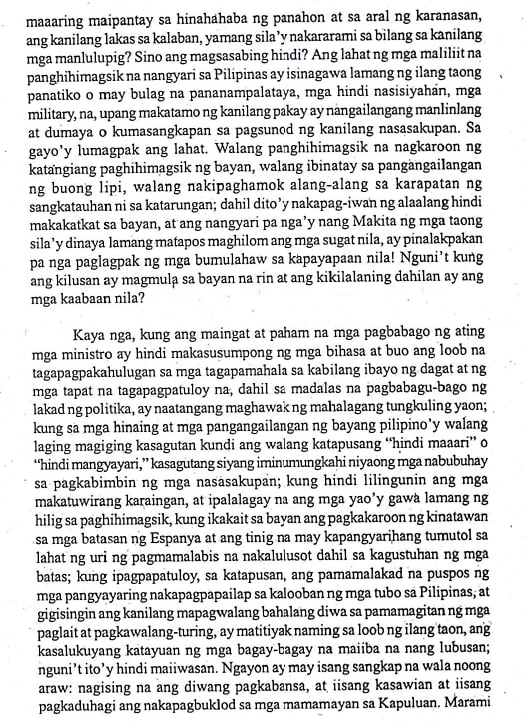 maaaring maipantay sa hinahahaba ng panahon at sa aral ng karanasan,
ang kanilang lakas sa kalaban, yamang sila'y nakararami sa bilang sa kanilang
mga manlulupig? Sino ang magsasabing hindi? Ang lahat ng mga maliliit na
panghihimagsik na nangyari sa Pilipinas ay isinagawa lamang ng ilang taong
panatiko o may bulag na pananampalataya, mga hindi nasisiyahan, mga
military, na, upang makatamo ng kanilang pakay ay nangailangang manlinlang
at dumaya o kumasangkapan sa pagsunod ng kanilang nasasakupan. Sa
gayo'y lumagpak ang lahat. Walang panghihimagsik na nagkaroon ng
katangiang paghihimagsik ng bayan, walang ibinatay sa pangangailangan
ng buong lipi, walang nakipaghamok alang-alang sa karapatan ng
sangkatauhan ni sa katarungan; dahil dito'y nakapag-iwan ng alaalang hindi
makakatkat sa bayan, at ang nangyari pa nga'y nang Makita ng mga taong
sila'y dinaya lamang matapos maghilom ang mga sugat nila, ay pinalakpakan
pa nga paglagpak ng mga bumulahaw sa kapayapaan nila! Nguni't kung
ang kilusan ay magmula sa bayan na rin at ang kikilalaning dahilan ay ang
mga kaabaan nila?
Kaya nga, kung ang maingat at paham na mga pagbabago ng ating
mga ministro ay hindi makasusumpong ng mga bihasa at buo ang loob na
tagapagpakahulugan sa mga tagapamahala sa kabilang ibayo ng dagat at ng
mga tapat na tagapagpatuloy na, dahil sa madalas na pagbabagu-bago ng
lakad ng politika, ay naatangang maghawak ng mahalagang tungkuling yaon;
kung sa mga hinaing at mga pangangailangan ng bayang pilipino'y walang
laging magiging kasagutan kundi ang walang katapusang "hindi maaari" o
"hindi mangyayari," kasagutang siyang iminumungkahi niyaong mga nabubuhay
sa pagkabimbin ng mga nasasakupan; kung hindi lilingunin ang mga
makatuwirang karaingan, at ipalalagay na ang mga yao'y gawa lamang ng
hilig sa paghihimagsik, kung ikakait sa bayan ang pagkakaroon ng kinatawan
sa mga batasan ng Espanya at ang tinig na may kapangyarihang tumutol sa
lahat ng uri ng pagmamalabis na nakalulusot dahil sa kagustuhan ng mga
batas; kung ipagpapatuloy, sa katapusan, ang pamamalakad na puspos ng
mga pangyayaring nakapagpapailap sa kalooban ng mga tubo sa Pilipinas, at
gigisingin ang kanilang mapagwalang bahalang diwa sa pamamagitan ng mga
paglait at pagkawalang-turing, ay matitiyak naming sa loob ng ilang taon, ang
kasalukuyang katayuan ng mga bagay-bagay na maiiba na nang lubusan;
nguni't ito'y hindi maiiwasan. Ngayon ay may isang sangkap na wala noong
araw: nagising na ang diwang pagkabansa, at iisang kasawian at iisang
pagkaduhagi ang nakapagbuklod sa mga mamamayan sa Kapuluan. Marami